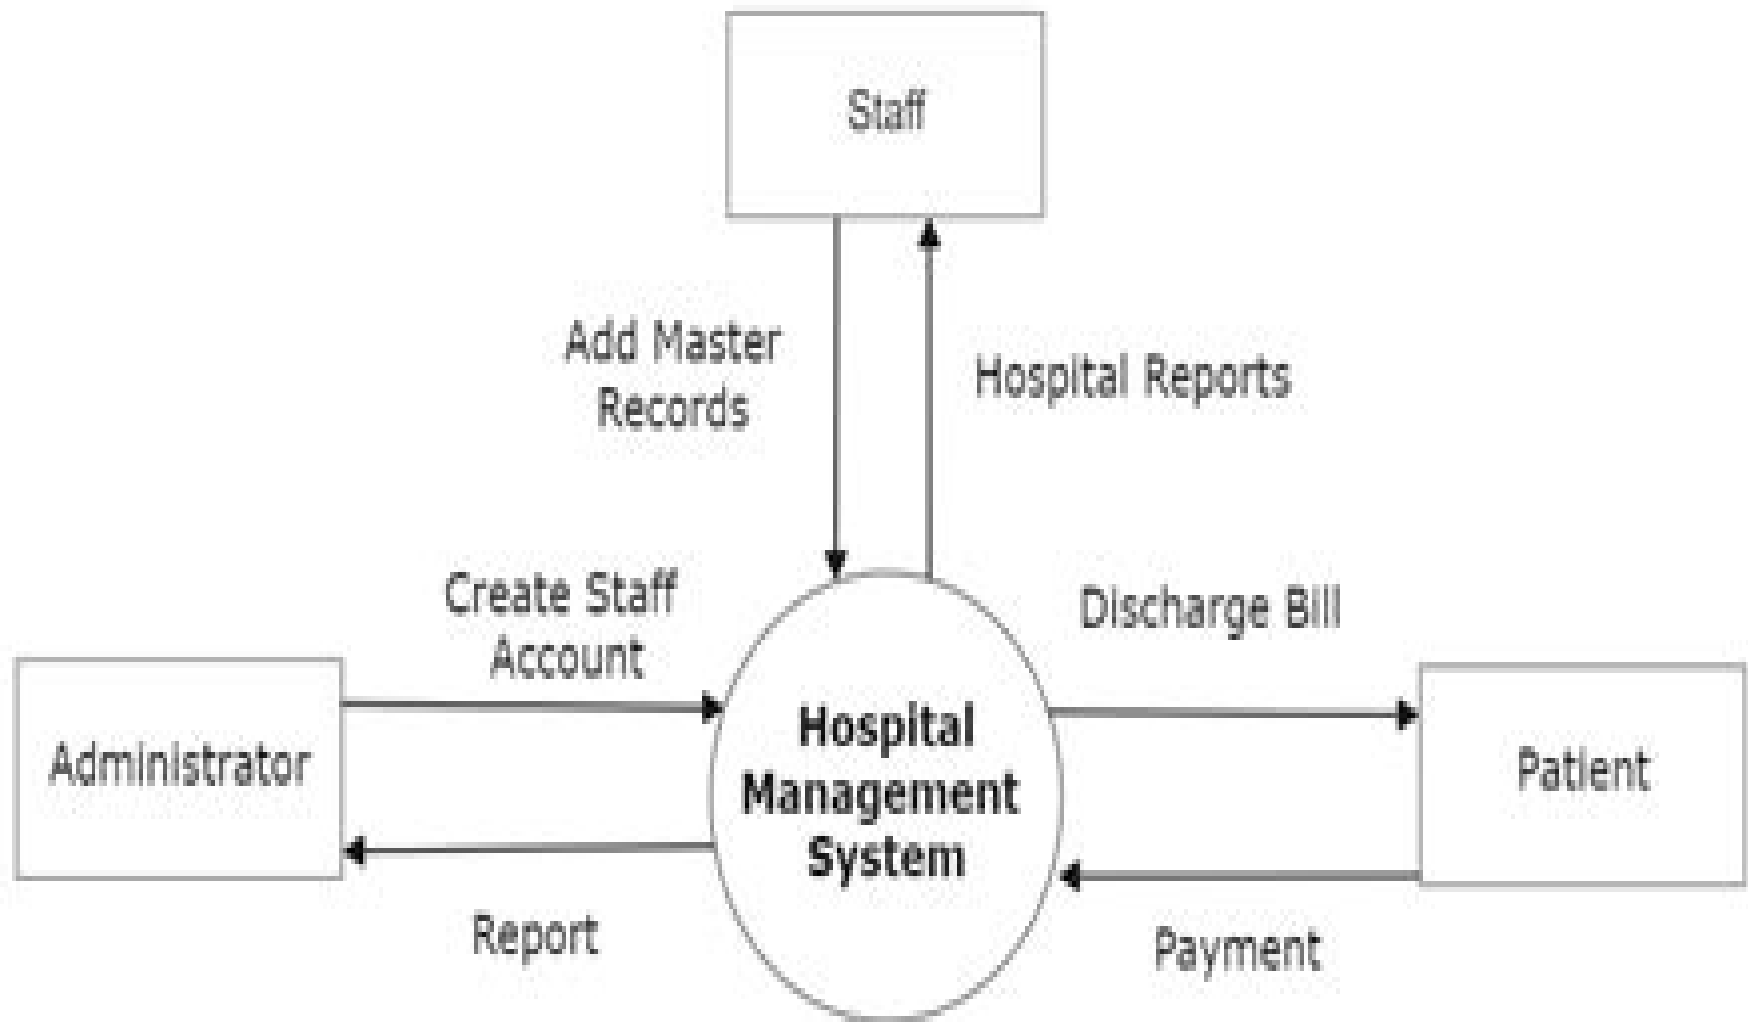 Staff
Add Master
Records
Hospital Reports
Create Staff
Account
Discharge Bill
Administrator
Hospital
Management
System
Patient
Report
Payment